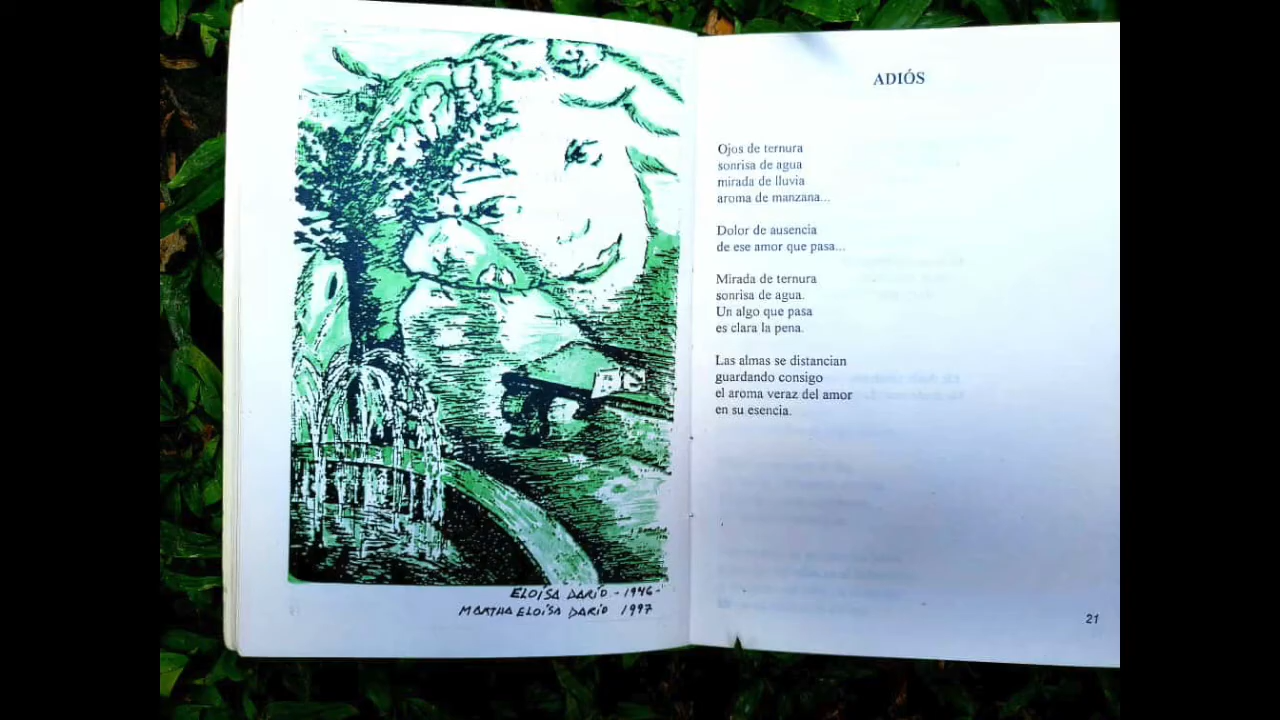 ELOÍSA DARÍO - 1946 -
MARTHA ELOÍSA DARÍO 1997
ADIÓS
Ojos de ternura
sonrisa de agua
mirada de lluvia
aroma de manzana...
Dolor de ausencia
de ese amor que pasa...
Mirada de ternura
sonrisa de agua.
Un algo que pasa
es clara la pena.
Las almas se distancian
guardando consigo
el aroma veraz del amor
en su esencia.
21